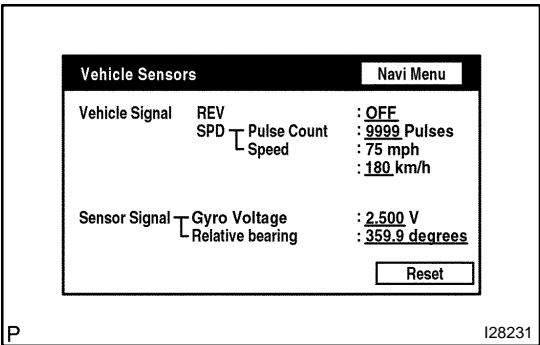 Vehicle Sensors Navi Menu
Vehicle Signal REV : OFF
SPD Pulse Count : 9999 Pulses
Speed : 75 mph
: 180 km/h
Sensor Signal Gyro Voltage : 2.500 V
Relative bearing : 359.9 degrees
Reset
P I28231